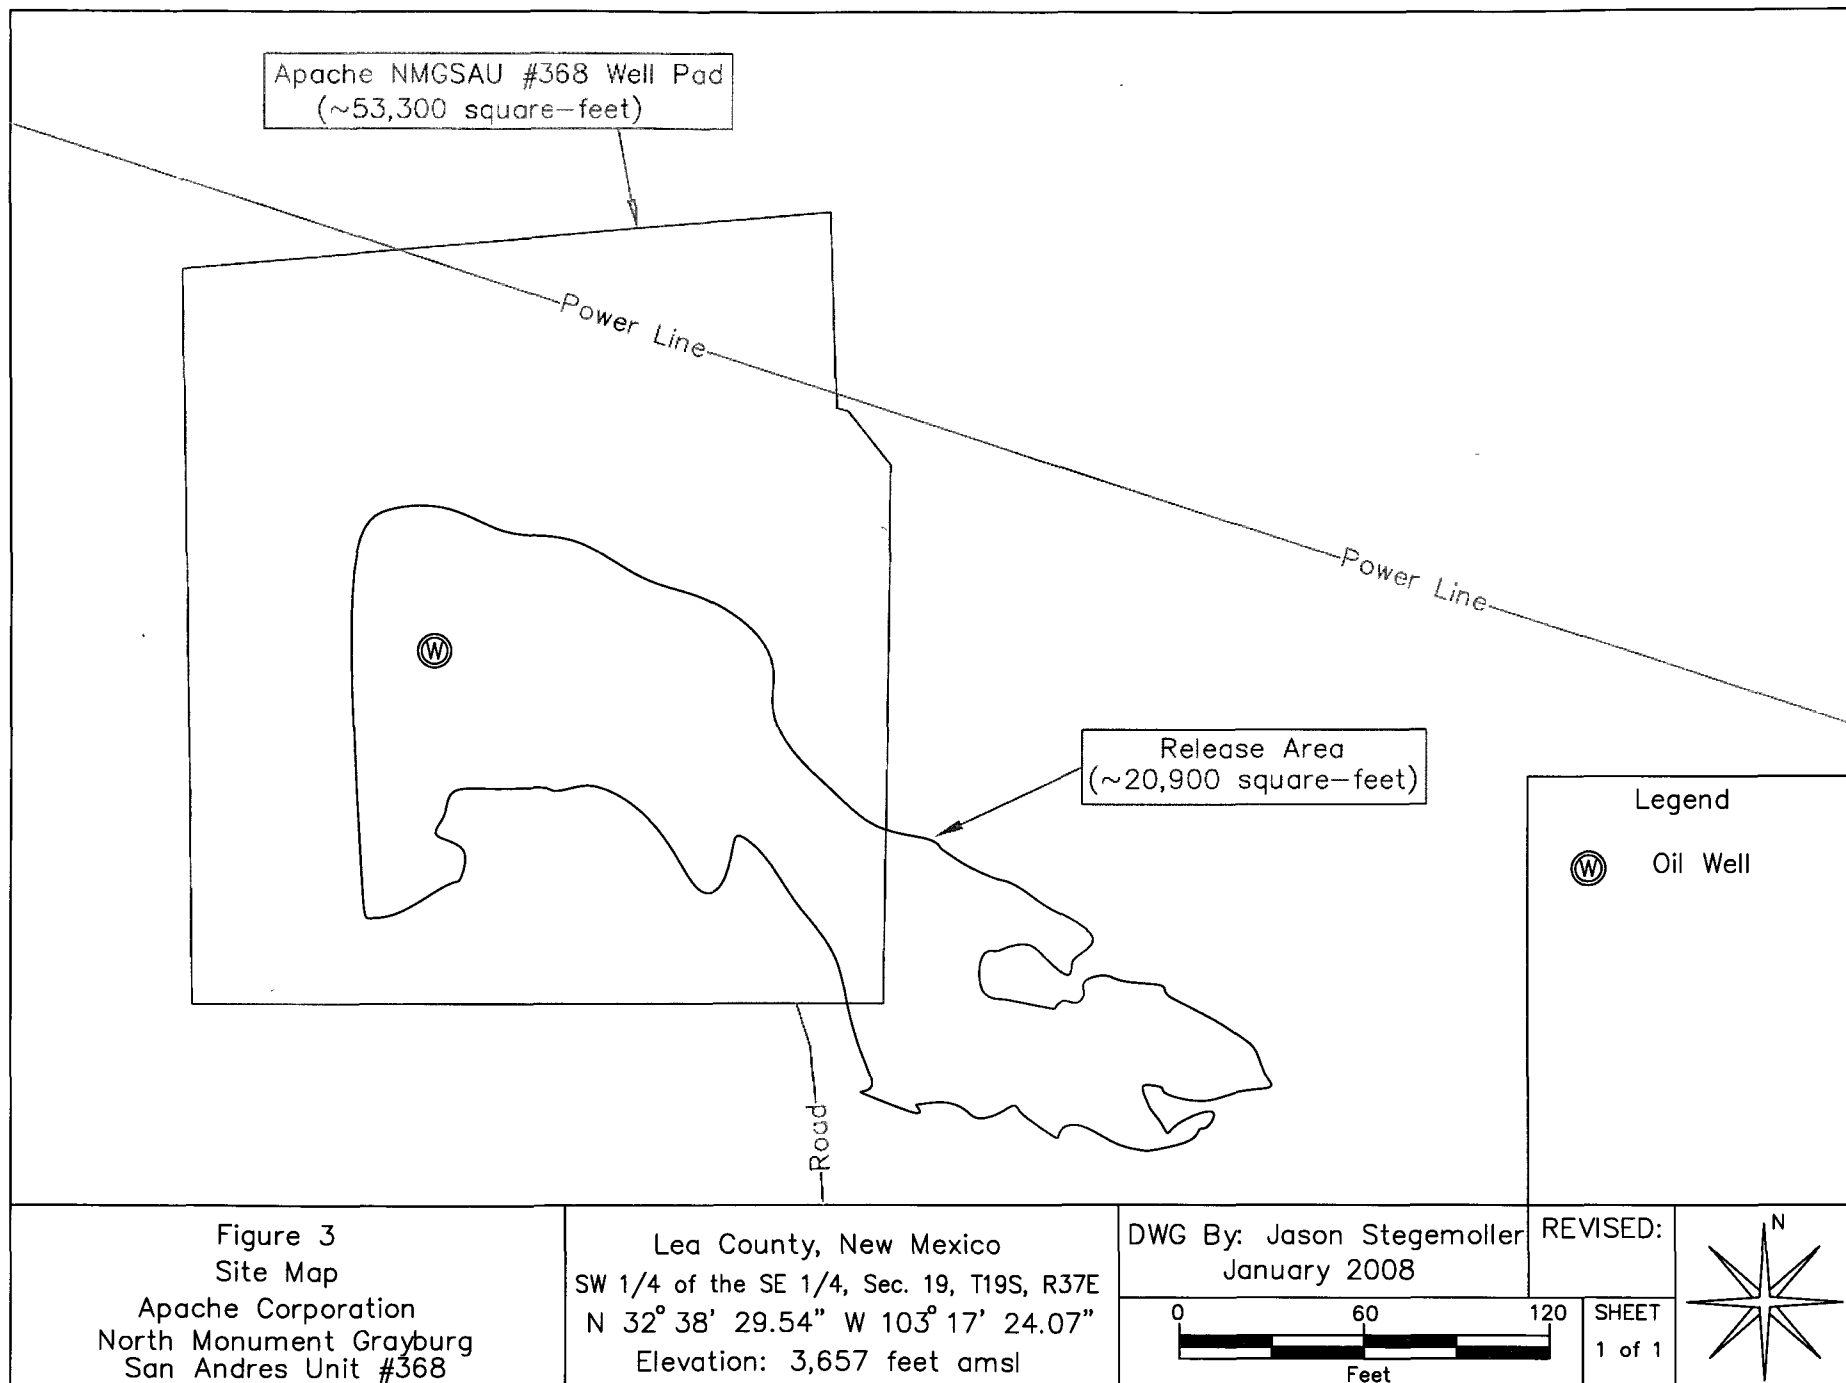 Apache NMGSAU #368 Well Pad
(~53,300 square-feet)
Power Line
Power Line
W
Release Area
(~20,900 square-feet)
Legend
W Oil Well
Road
Figure 3
Site Map
Apache Corporation
North Monument Grayburg
San Andres Unit #368
Lea County, New Mexico
SW 1/4 of the SE 1/4, Sec. 19, T19S, R37E
N 32° 38' 29.54" W 103° 17' 24.07"
Elevation: 3,657 feet amsl
DWG By: Jason Stegemoller
January 2008
REVISED:
0 60 120
Feet
SHEET
1 of 1
N